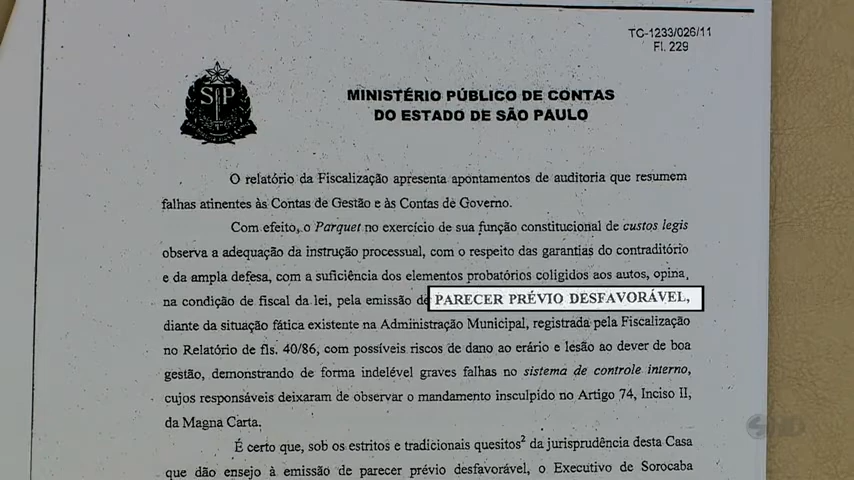 TC-1233/026/11
Fl. 229
SP
MINISTÉRIO PÚBLICO DE CONTAS
DO ESTADO DE SÃO PAULO
O relatório da Fiscalização apresenta apontamentos de auditoria que resumem
falhas atinentes às Contas de Gestão e às Contas de Governo.
Com efeito, o Parquet no exercício de sua função constitucional de custos legis
observa a adequação da instrução processual, com o respeito das garantias do contraditório
e da ampla defesa, com a suficiência dos elementos probatórios coligidos aos autos, opina,
na condição de fiscal da lei, pela emissão de PARECER PRÉVIO DESFAVORÁVEL,
diante da situação fática existente na Administração Municipal, registrada pela Fiscalização
no Relatório de fls. 40/86, com possíveis riscos de dano ao erário e lesão ao dever de boa
gestão, demonstrando de forma indelével graves falhas no sistema de controle interno,
cujos responsáveis deixaram de observar o mandamento insculpido no Artigo 74, Inciso II,
da Magna Carta.
É certo que, sob os estritos e tradicionais quesitos² da jurisprudência desta Casa
que dão ensejo à emissão de parecer prévio desfavorável, o Executivo de Sorocaba